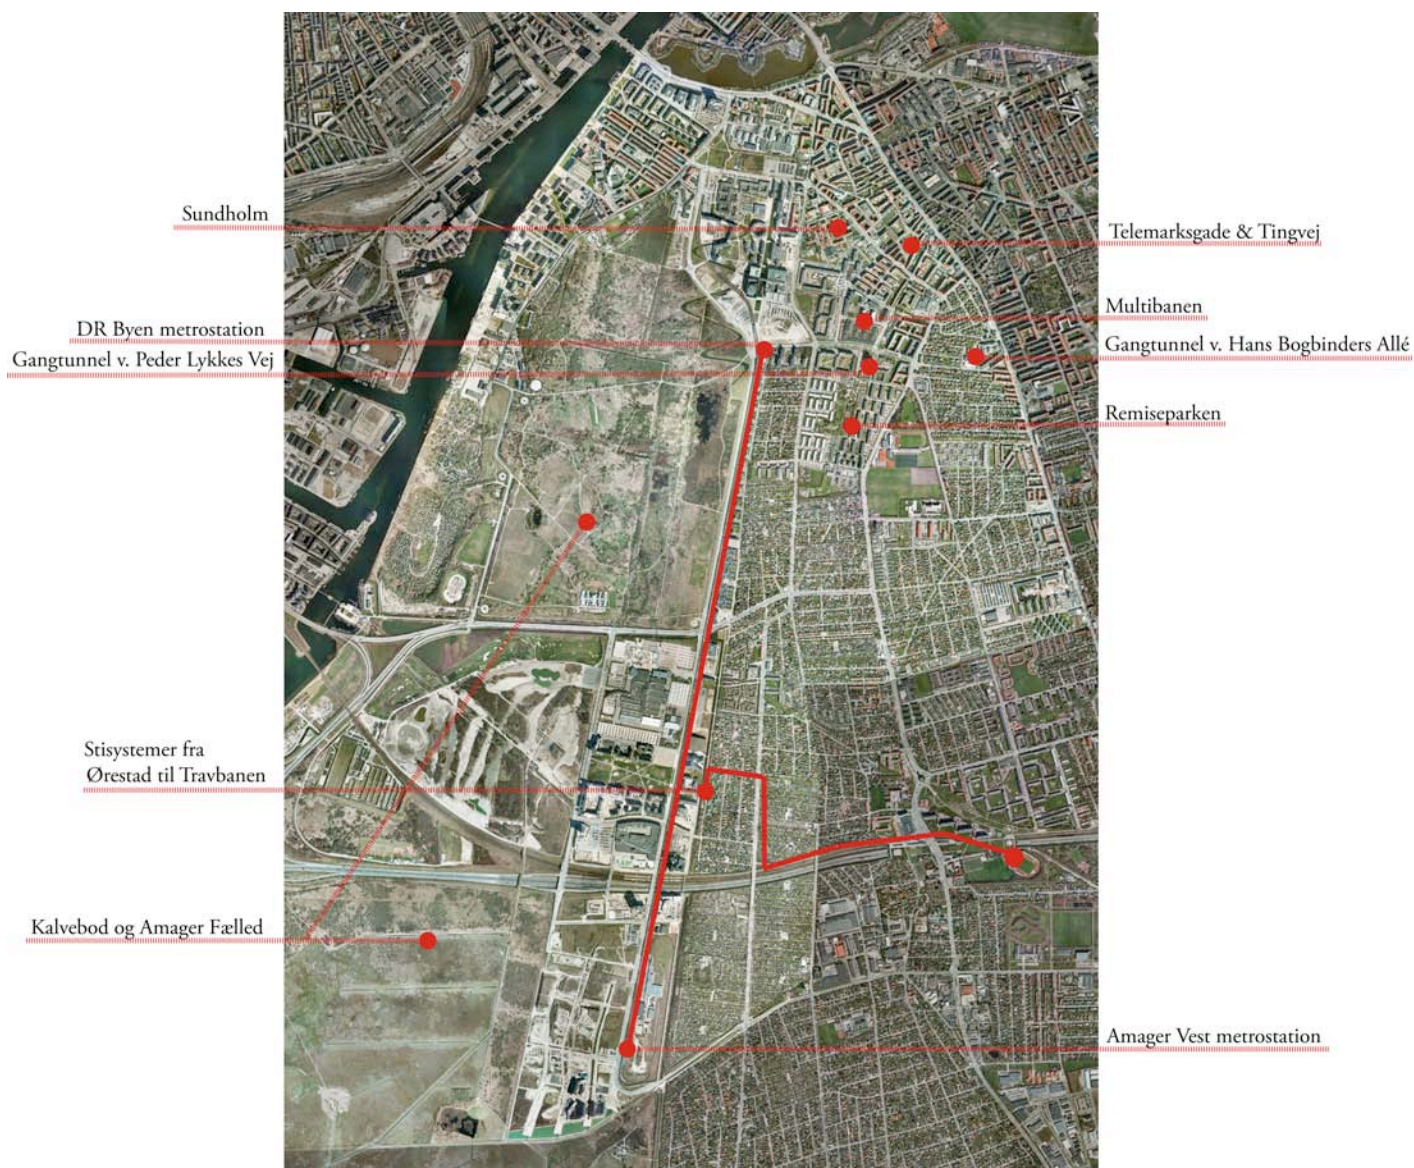 Sundholm
Telemarksgade & Tingvej
Multibanen
DR Byen metrostation
Gangtunnel v. Hans Bogbinders Allé
Gangtunnel v. Peder Lykkes Vej
Remiseparken
Stisystemer fra
Ørestad til Travbanen
Kalvebod og Amager Fælled
Amager Vest metrostation